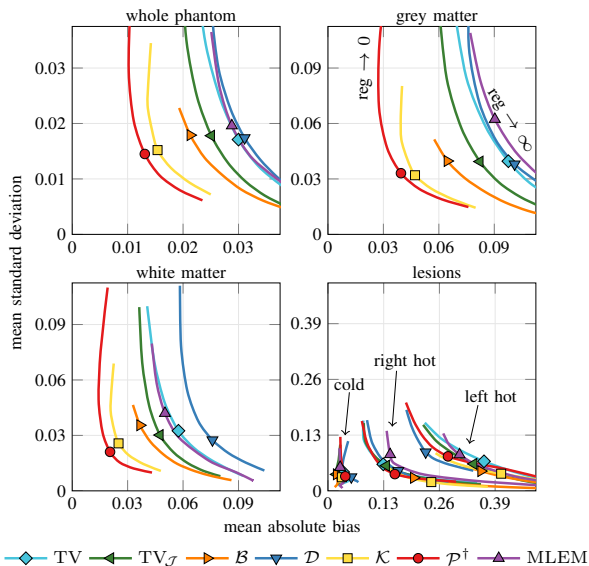 whole phantom
grey matter
0.03
0.02
0.01
0
0 0.01 0.02 0.03
0.09
0.06
0.03
0
0 0.03 0.06 0.09
reg → 0
reg → ∞
mean standard deviation
white matter
lesions
0.09
0.06
0.03
0
0 0.03 0.06 0.09
0.39
0.26
0.13
0
0 0.13 0.26 0.39
right hot
cold
left hot
mean absolute bias
TV TV𝒥 ℬ 𝒟 𝒦 𝒫† MLEM